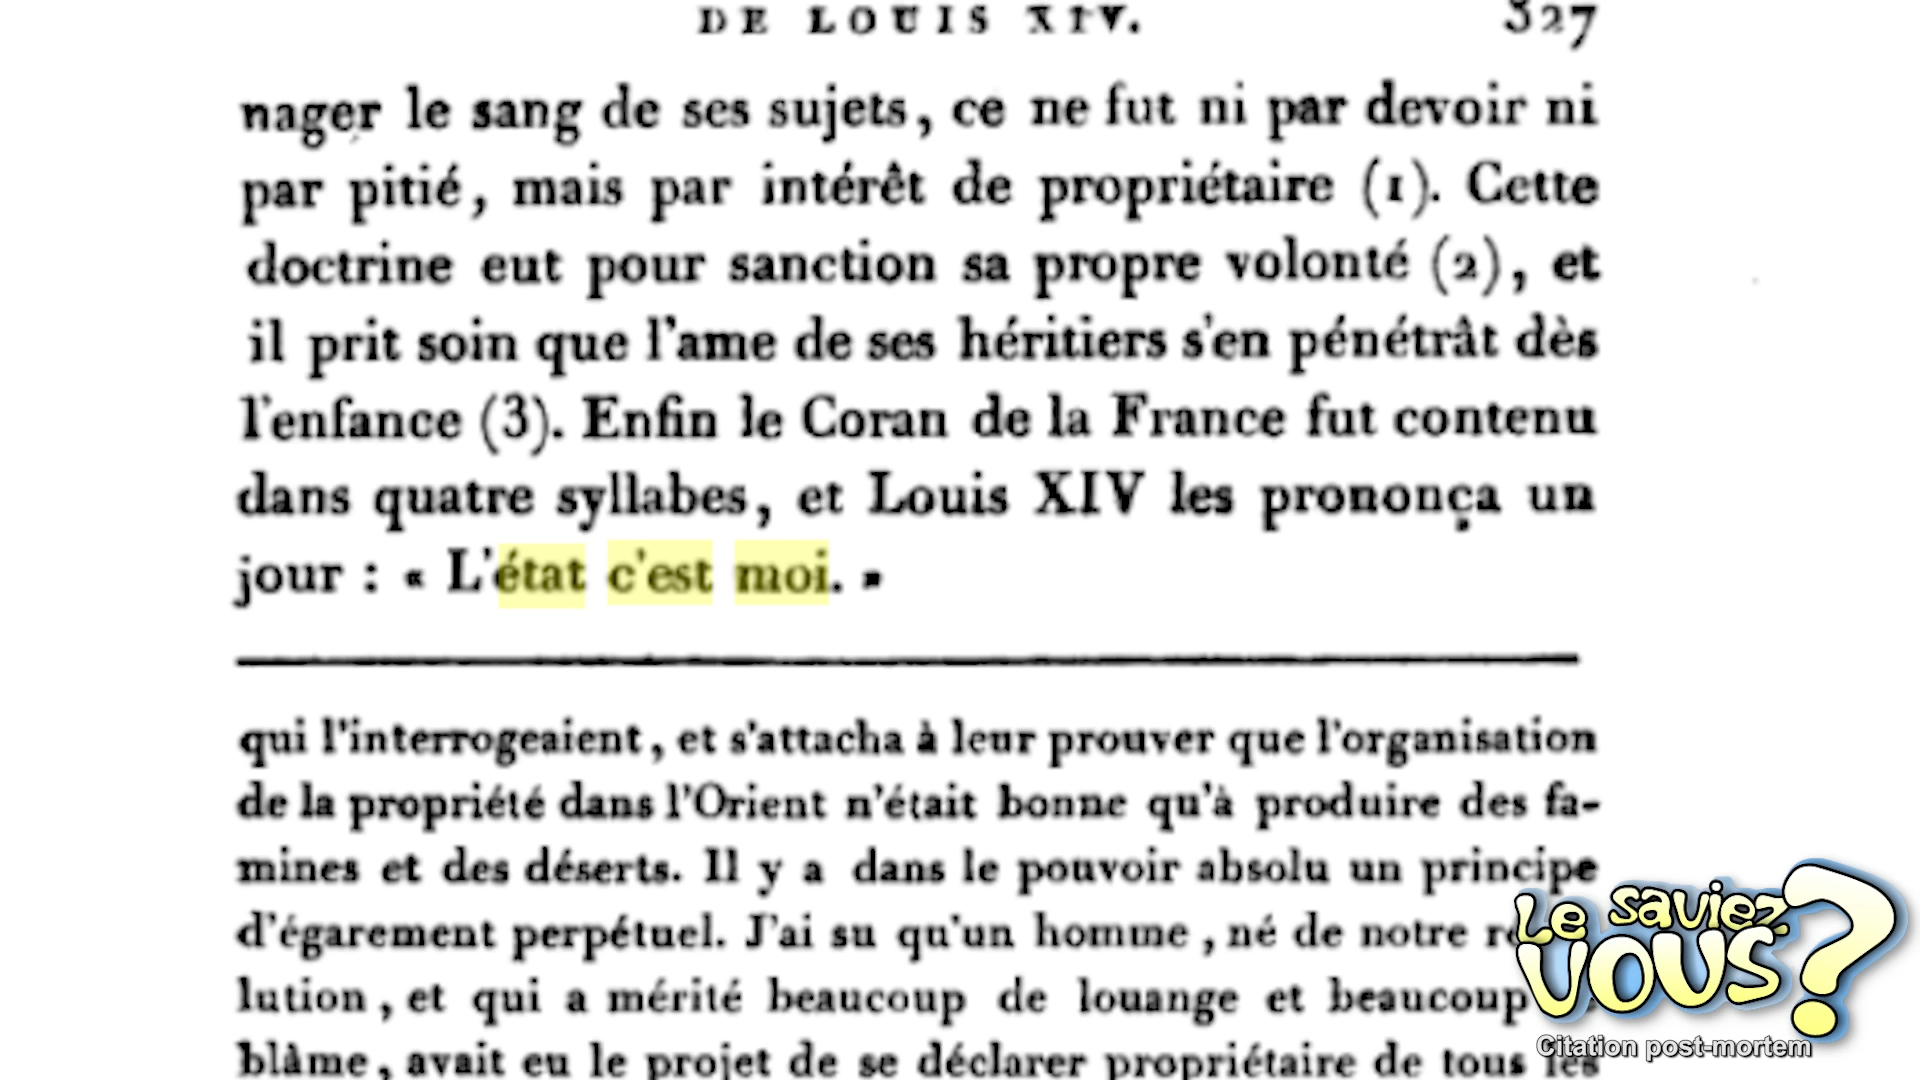 DE LOUIS XIV. 327
nager le sang de ses sujets, ce ne fut ni par devoir ni
par pitié, mais par intérêt de propriétaire (1). Cette
doctrine eut pour sanction sa propre volonté (2), et
il prit soin que l'ame de ses héritiers s'en pénétrât dès
l'enfance (3). Enfin le Coran de la France fut contenu
dans quatre syllabes, et Louis XIV les prononça un
jour : « L'état c'est moi. »
qui l'interrogeaient, et s'attacha à leur prouver que l'organisation
de la propriété dans l'Orient n'était bonne qu'à produire des fa-
mines et des déserts. Il y a dans le pouvoir absolu un principe
d'égarement perpétuel. J'ai su qu'un homme, né de notre
lution, et qui a mérité beaucoup de louange et beaucoup
blâme, avait eu le projet de se déclarer propriétaire de tous les
Le saviez
vous?
Citation post-mortem